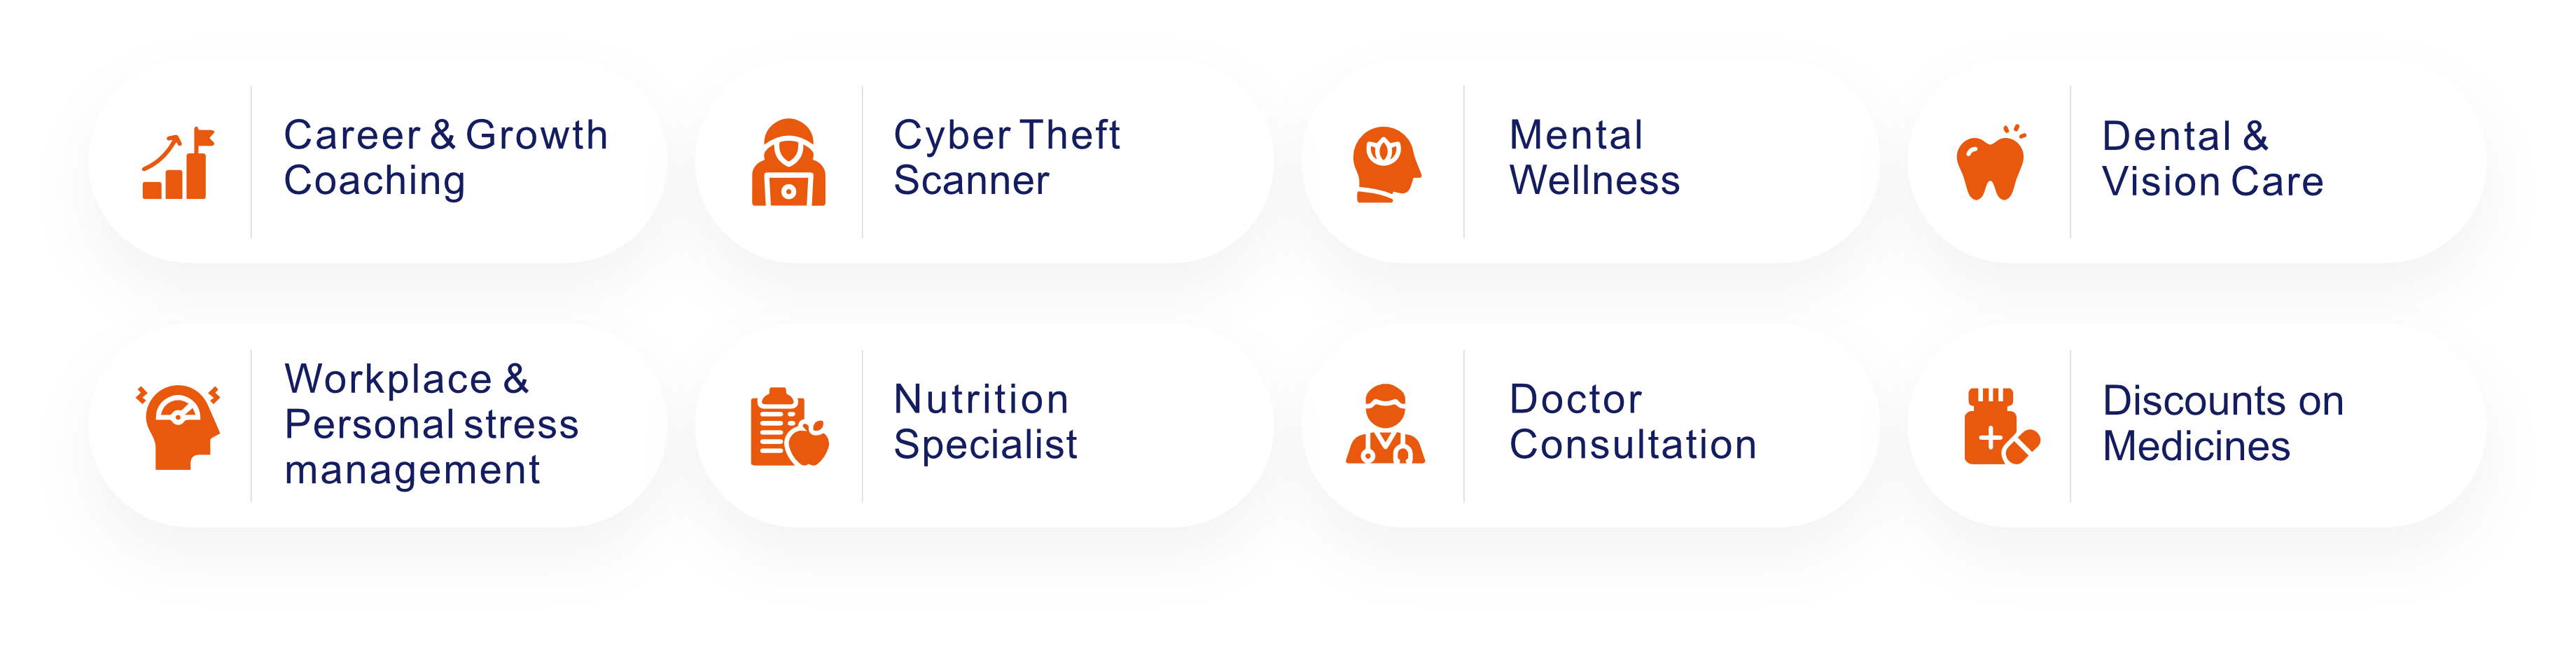 Career & Growth
Coaching
Cyber Theft
Scanner
Mental
Wellness
Dental &
Vision Care
Workplace &
Personal stress
management
Nutrition
Specialist
Doctor
Consultation
Discounts on
Medicines